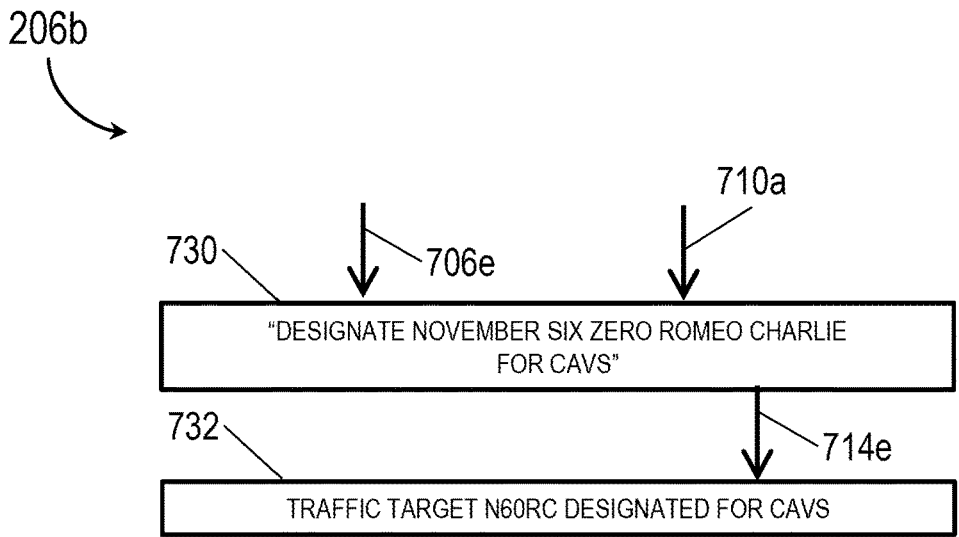 206b
710a
730
706e
“DESIGNATE NOVEMBER SIX ZERO ROMEO CHARLIE
FOR CAVS”
732
714e
TRAFFIC TARGET N60RC DESIGNATED FOR CAVS